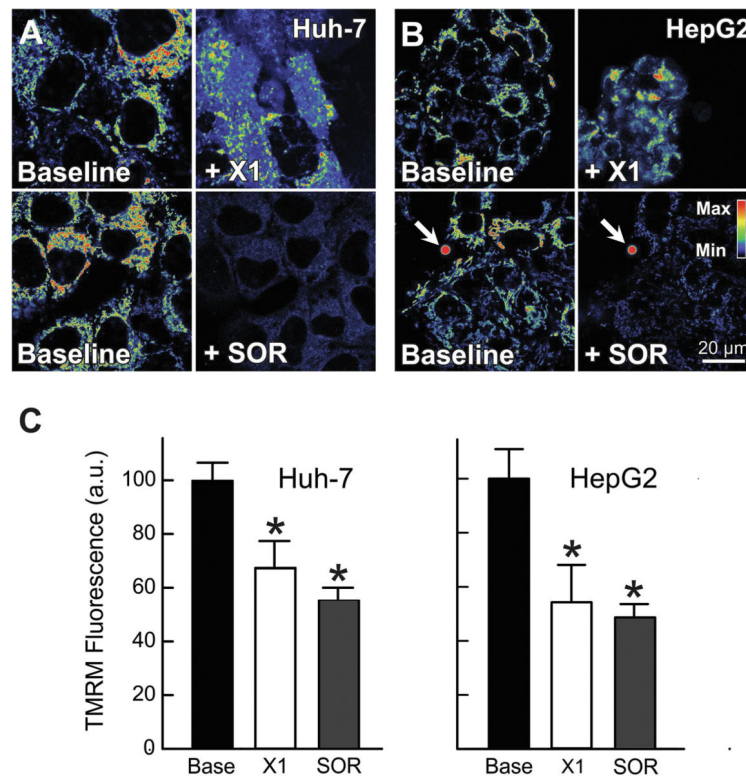 A
Huh-7
Baseline
+ X1
Baseline
+ SOR
B
HepG2
Baseline
+ X1
Max
Min
Baseline
+ SOR
20 µm
C
TMRM Fluorescence (a.u.)
100
80
60
40
20
0
Huh-7
*
*
Base X1 SOR
HepG2
*
*
Base X1 SOR